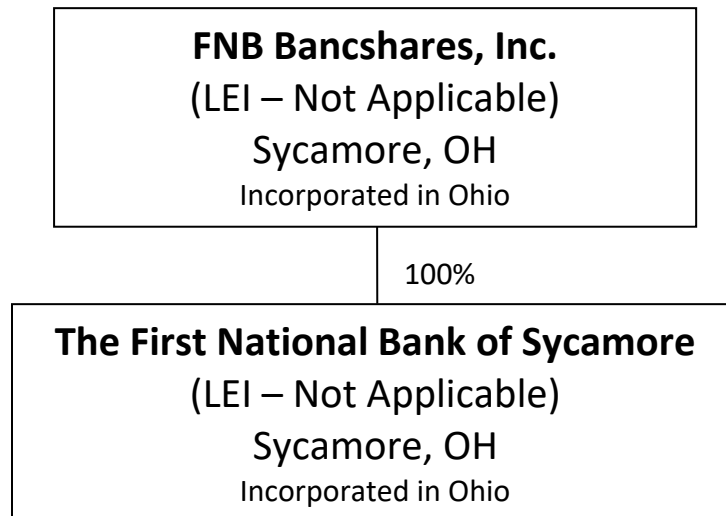 FNB Bancshares, Inc.
(LEI – Not Applicable)
Sycamore, OH
Incorporated in Ohio
100%
The First National Bank of Sycamore
(LEI – Not Applicable)
Sycamore, OH
Incorporated in Ohio